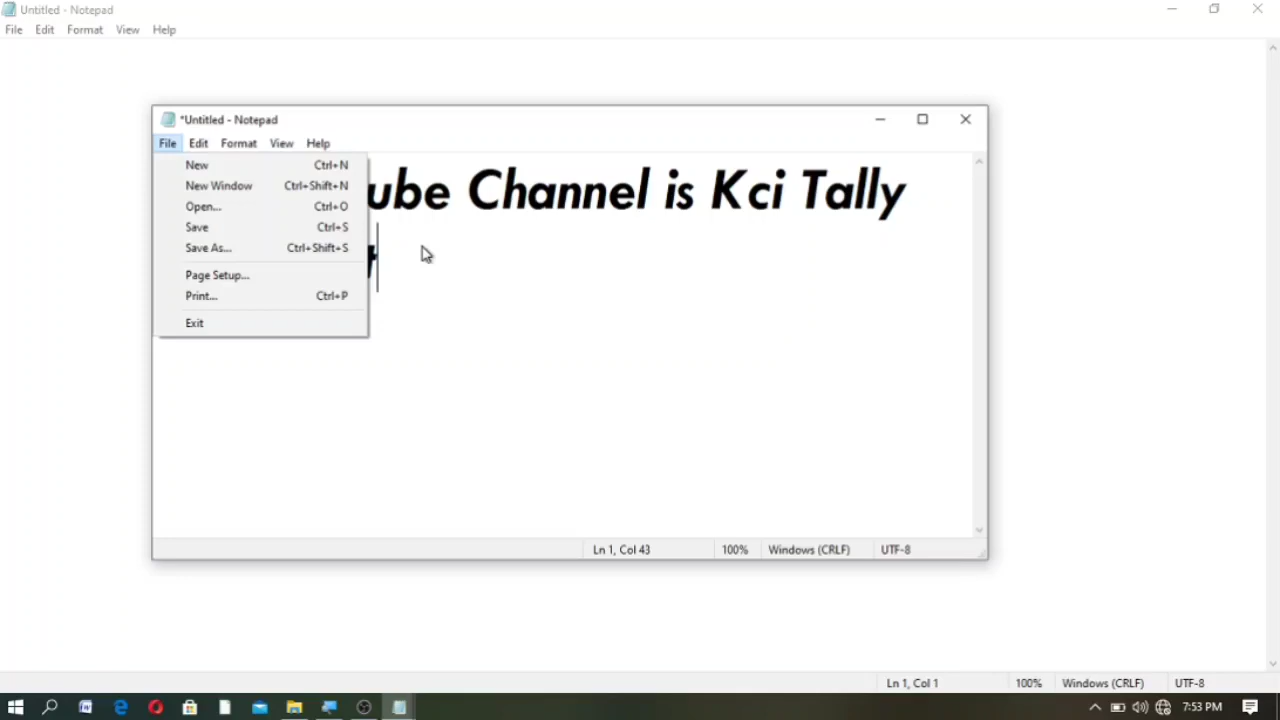 Untitled - Notepad
File Edit Format View Help
*Untitled - Notepad
File Edit Format View Help
New Ctrl+N
New Window Ctrl+Shift+N
Open... Ctrl+O
Save Ctrl+S
Save As... Ctrl+Shift+S
Page Setup... 
Print... Ctrl+P
Exit
ube Channel is Kci Tally
Ln 1, Col 43 100% Windows (CRLF) UTF-8
Ln 1, Col 1 100% Windows (CRLF) UTF-8
7:53 PM